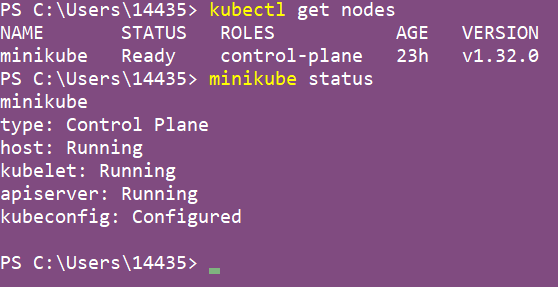 PS C:\Users\14435> kubectl get nodes
NAME       STATUS   ROLES           AGE   VERSION
minikube   Ready    control-plane   23h   v1.32.0
PS C:\Users\14435> minikube status
minikube
type: Control Plane
host: Running
kubelet: Running
apiserver: Running
kubeconfig: Configured
PS C:\Users\14435>